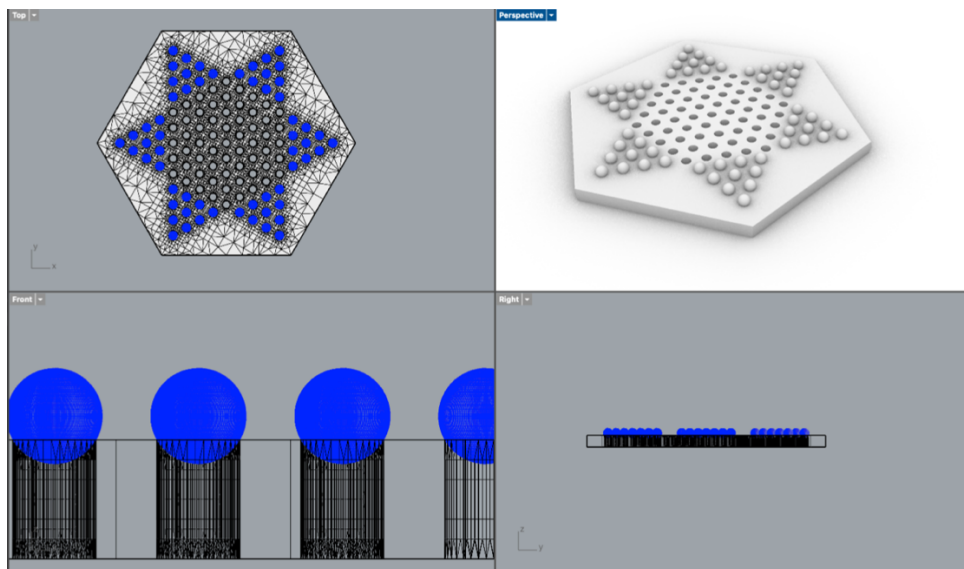 Top
Perspective
y
x
Front
Right
z
y